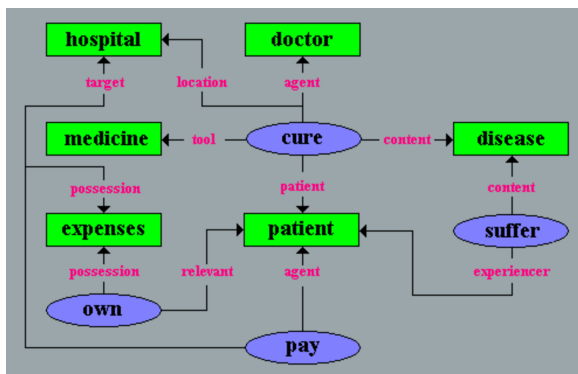 hospital doctor
target location agent
medicine tool cure content disease
possession patient content
expenses patient suffer
possession relevant agent experiencer
own
pay